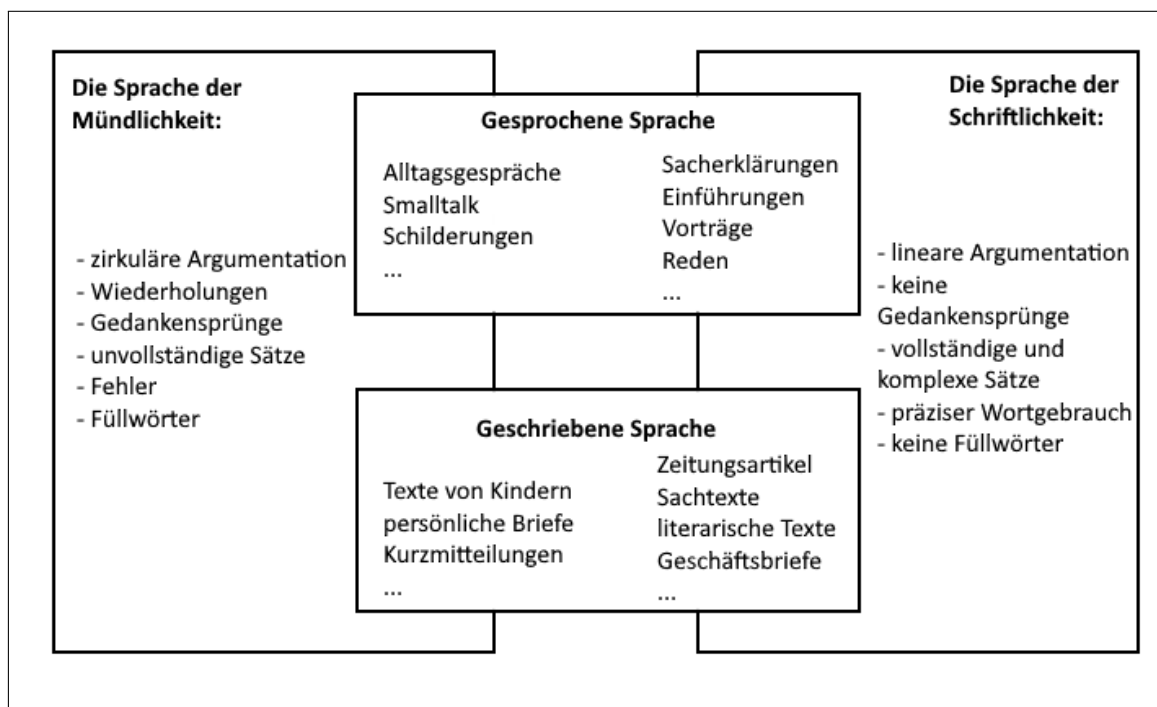 Die Sprache der
Mündlichkeit:
- zirkuläre Argumentation
- Wiederholungen
- Gedankensprünge
- unvollständige Sätze
- Fehler
- Füllwörter
Gesprochene Sprache
Alltagsgespräche
Smalltalk
Schilderungen
...
Sacherklärungen
Einführungen
Vorträge
Reden
...
Geschriebene Sprache
Texte von Kindern
persönliche Briefe
Kurzmitteilungen
...
Zeitungsartikel
Sachtexte
literarische Texte
Geschäftsbriefe
...
Die Sprache der
Schriftlichkeit:
- lineare Argumentation
- keine
Gedankensprünge
- vollständige und
komplexe Sätze
- präziser Wortgebrauch
- keine Füllwörter